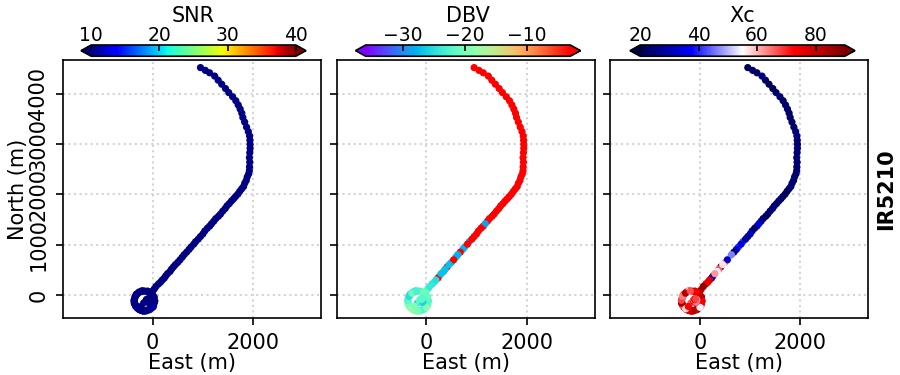 SNR
10 20 30 40
DBV
−30 −20 −10
Xc
20 40 60 80
North (m)
4000
3000
2000
1000
0
IR5210
0 2000
East (m)
0 2000
East (m)
0 2000
East (m)